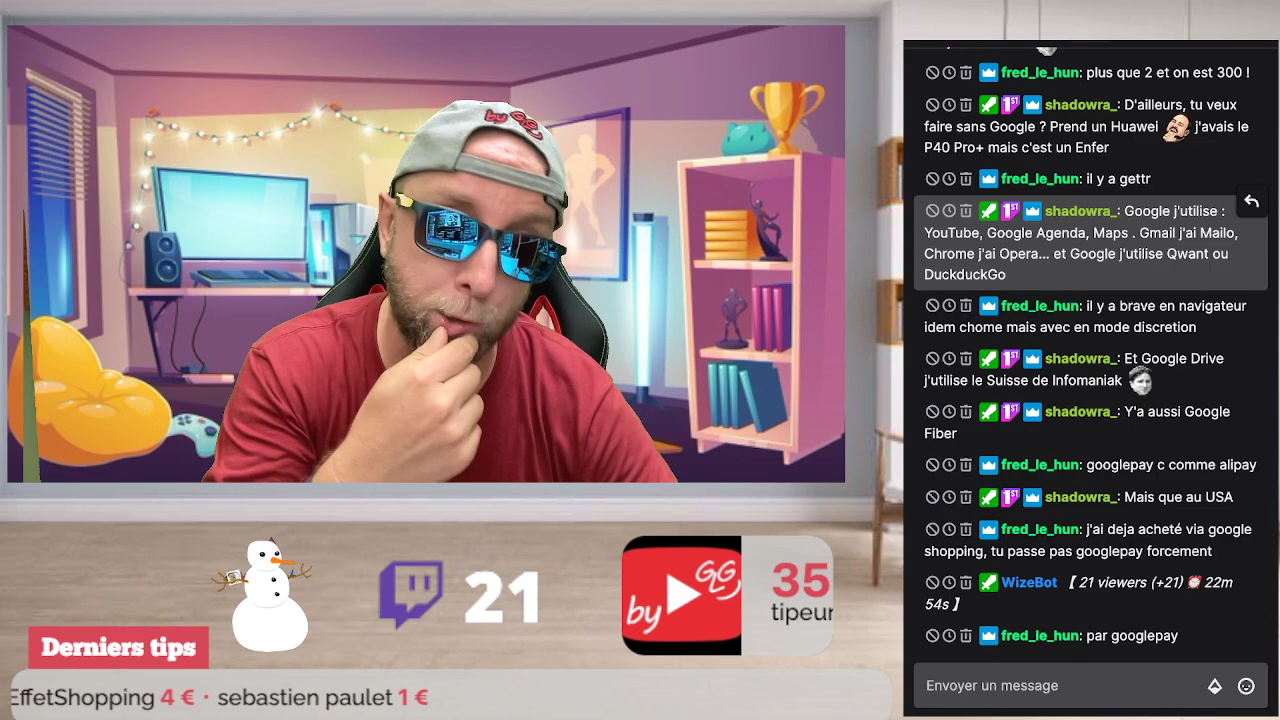 by GG
fred_le_hun: plus que 2 et on est 300 !
1ST shadowra_: D'ailleurs, tu veux
faire sans Google ? Prend un Huawei j'avais le
P40 Pro+ mais c'est un Enfer
fred_le_hun: il y a gettr
1ST shadowra_: Google j'utilise :
YouTube, Google Agenda, Maps . Gmail j'ai Mailo,
Chrome j'ai Opera... et Google j'utilise Qwant ou
DuckduckGo
fred_le_hun: il y a brave en navigateur
idem chome mais avec en mode discretion
1ST shadowra_: Et Google Drive
j'utilise le Suisse de Infomaniak
1ST shadowra_: Y'a aussi Google
Fiber
fred_le_hun: googlepay c comme alipay
1ST shadowra_: Mais que au USA
fred_le_hun: j'ai deja acheté via google
shopping, tu passe pas googlepay forcement
WizeBot 【 21 viewers (+21) ⏰ 22m
54s 】
fred_le_hun: par googlepay
Envoyer un message
21
by GG
35
tipeur
Derniers tips
EffetShopping 4 € · sebastien paulet 1 €